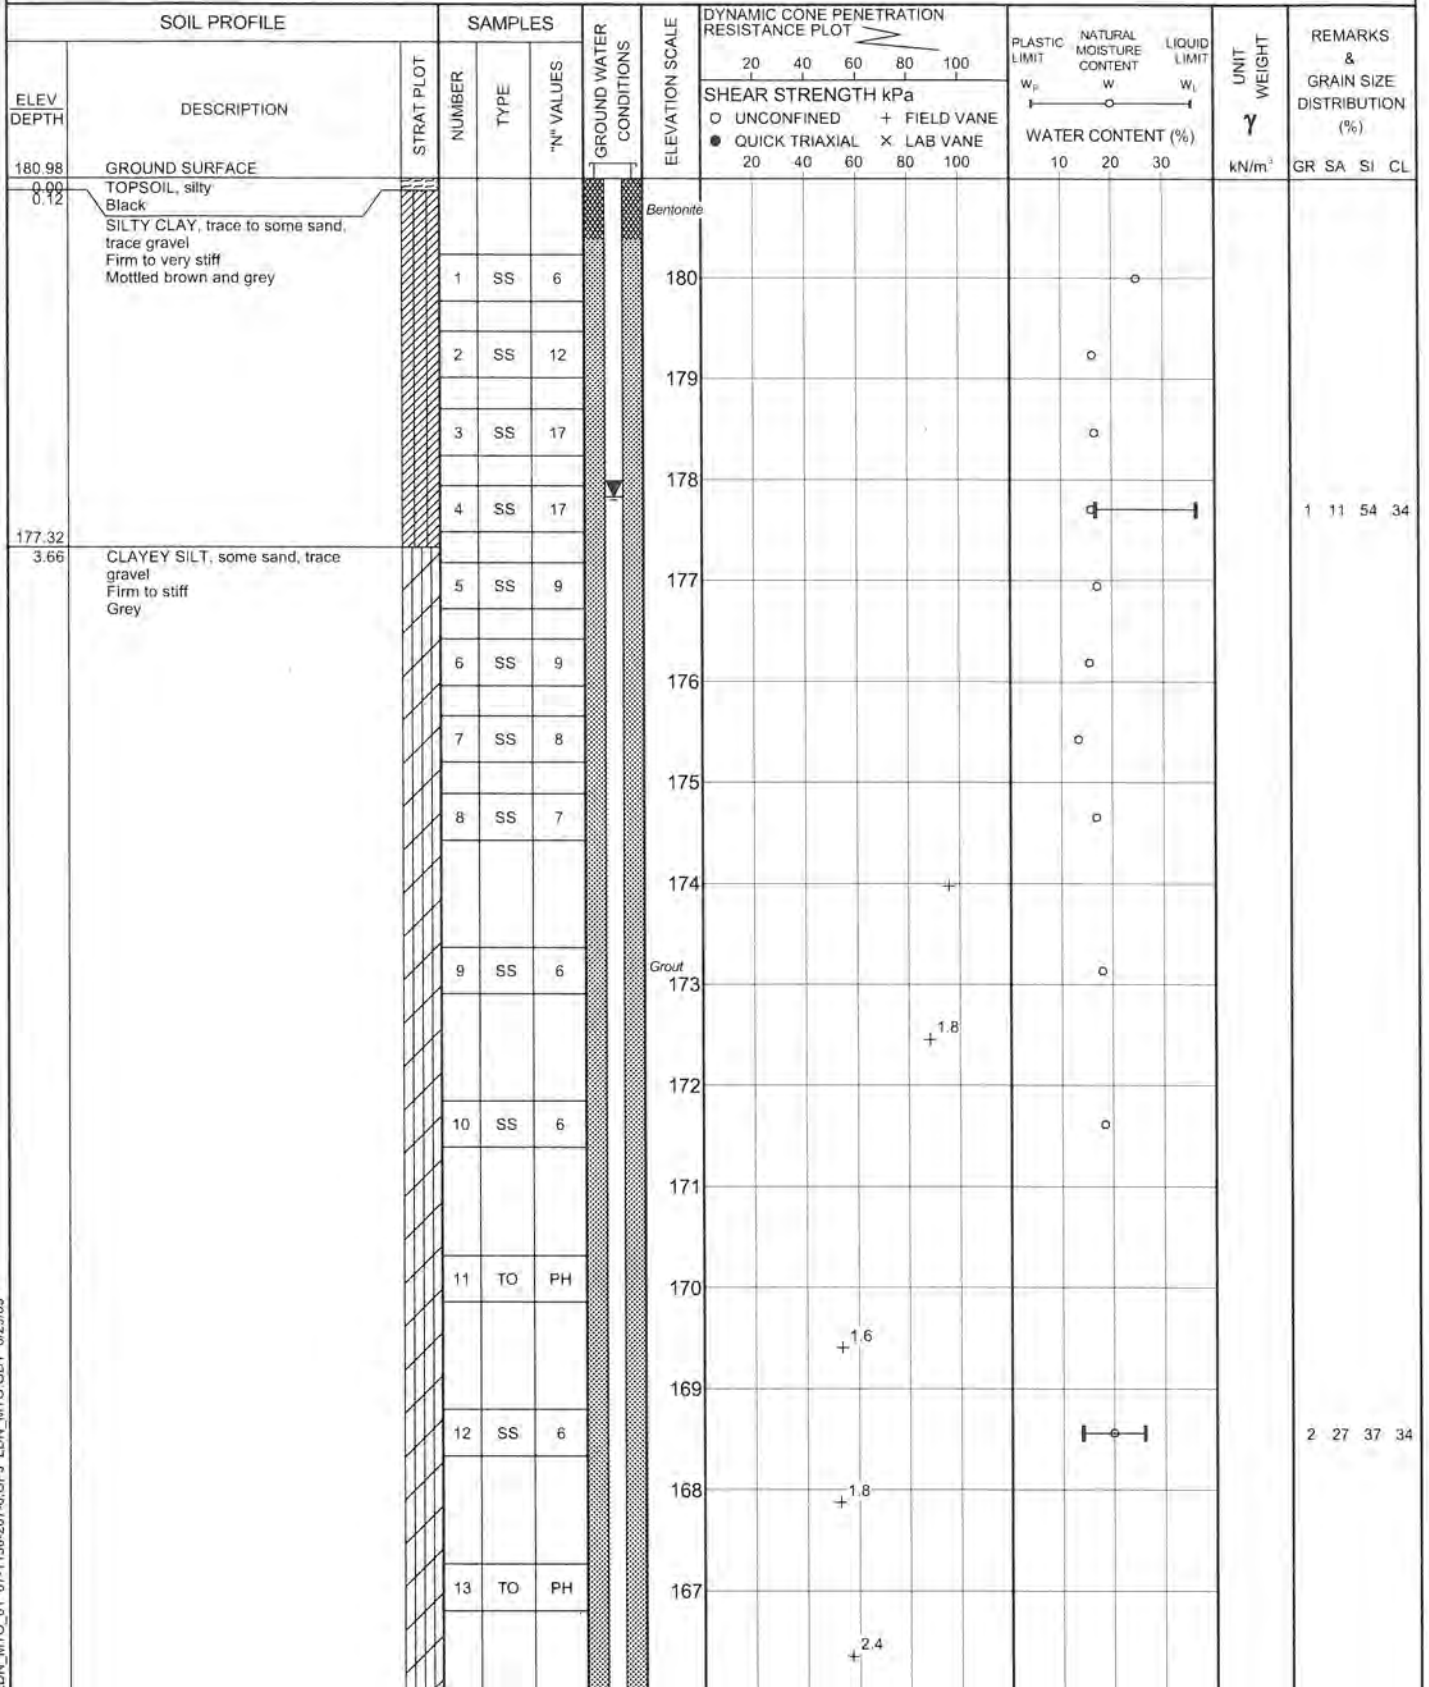 SOIL PROFILE
SAMPLES
GROUND WATER CONDITIONS
ELEVATION SCALE
DYNAMIC CONE PENETRATION
RESISTANCE PLOT
20 40 60 80 100
PLASTIC LIMIT
NATURAL MOISTURE CONTENT
LIQUID LIMIT
UNIT WEIGHT
REMARKS
&
GRAIN SIZE
DISTRIBUTION
(%)
ELEV
DEPTH
DESCRIPTION
STRAT PLOT
NUMBER
TYPE
"N" VALUES
SHEAR STRENGTH kPa
O UNCONFINED + FIELD VANE
● QUICK TRIAXIAL × LAB VANE
20 40 60 80 100
WP W WL
WATER CONTENT (%)
10 20 30
γ
kN/m³
GR SA SI CL
180.98 GROUND SURFACE
0.00 TOPSOIL, silty
0.12 Black
Bentonite
SILTY CLAY, trace to some sand,
trace gravel
Firm to very stiff
Mottled brown and grey
1 SS 6
180
2 SS 12
179
3 SS 17
178
4 SS 17
1 11 54 34
177.32
3.66 CLAYEY SILT, some sand, trace
gravel
Firm to stiff
Grey
5 SS 9
177
6 SS 9
176
7 SS 8
175
8 SS 7
174
9 SS 6
Grout
173
1.8
172
10 SS 6
171
11 TO PH
170
1.6
169
12 SS 6
2 27 37 34
168
1.8
13 TO PH
167
2.4